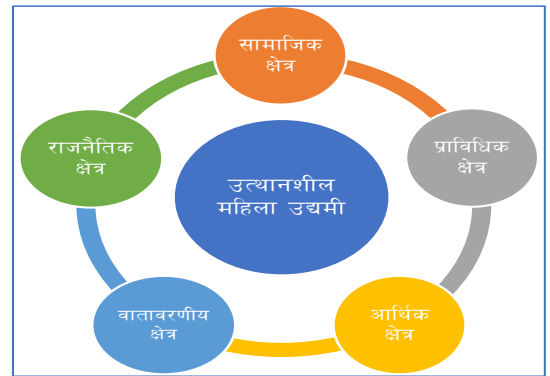 सामाजिक
क्षेत्र
राजनैतिक
क्षेत्र
प्राविधिक
क्षेत्र
उत्थानशील
महिला उद्यमी
वातावरणीय
क्षेत्र
आर्थिक
क्षेत्र